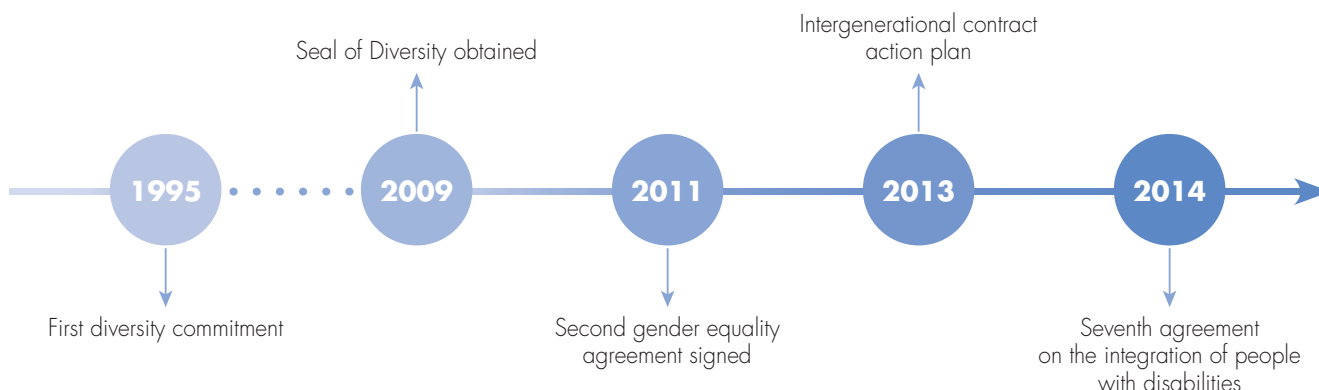 Intergenerational contract
action plan
Seal of Diversity obtained
1995
2009
2011
2013
2014
First diversity commitment
Second gender equality
agreement signed
Seventh agreement
on the integration of people
with disabilities